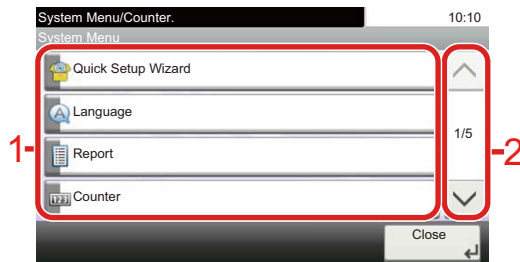 System Menu/Counter. 10:10
System Menu
Quick Setup Wizard
Language
Report
Counter
1/5
1
2
Close